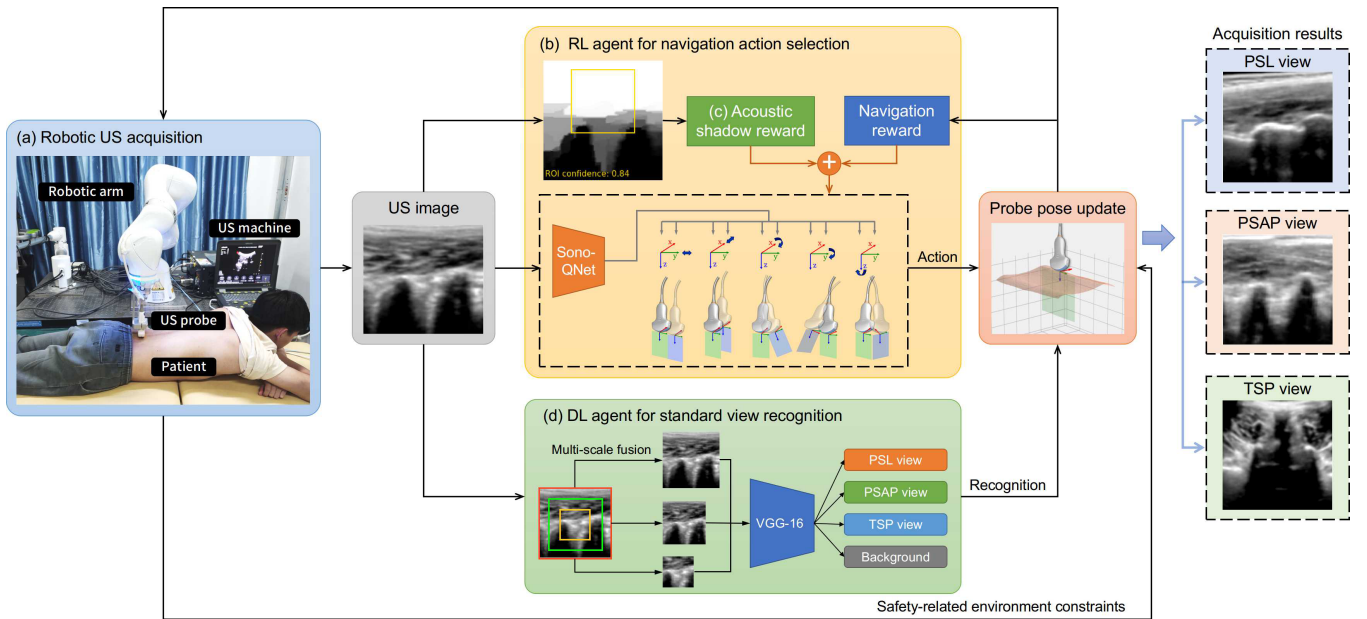 (a) Robotic US acquisition
Robotic arm
US machine
US probe
Patient
US image
(b) RL agent for navigation action selection
ROI confidence: 0.84
(c) Acoustic
shadow reward
Navigation
reward
+
Sono-
QNet
x
y
z
x
y
z
x
y
z
x
y
z
x
y
z
Action
Probe pose update
(d) DL agent for standard view recognition
Multi-scale fusion
VGG-16
PSL view
PSAP view
TSP view
Background
Recognition
Safety-related environment constraints
Acquisition results
PSL view
PSAP view
TSP view